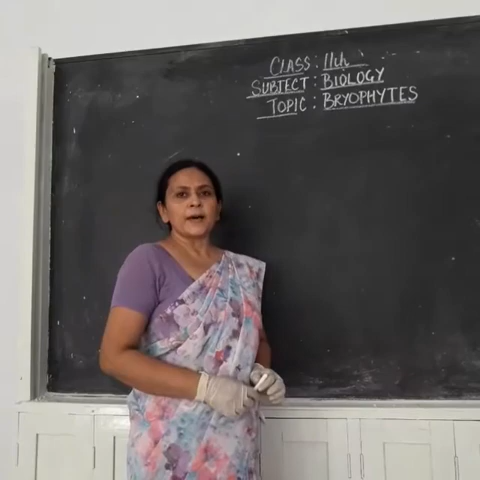 CLASS : 11th
SUBJECT : BIOLOGY
TOPIC : BRYOPHYTES